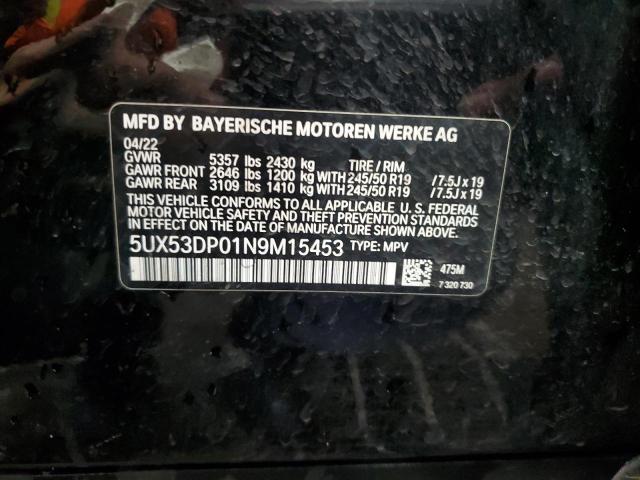 MFD BY BAYERISCHE MOTOREN WERKE AG
04/22
GVWR 5357 lbs 2430 kg TIRE / RIM
GAWR FRONT 2646 lbs 1200 kg WITH 245/50 R19 / 7.5J x 19
GAWR REAR 3109 lbs 1410 kg WITH 245/50 R19 / 7.5J x 19
THIS VEHICLE CONFORMS TO ALL APPLICABLE U. S. FEDERAL
MOTOR VEHICLE SAFETY AND THEFT PREVENTION STANDARDS
IN EFFECT ON THE DATE OF MANUFACTURE SHOWN ABOVE.
5UX53DP01N9M15453 TYPE: MPV
475M
7 320 730